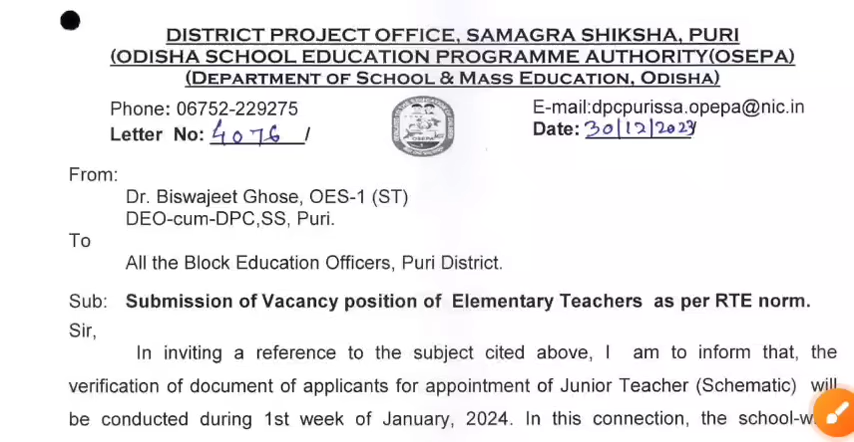 DISTRICT PROJECT OFFICE, SAMAGRA SHIKSHA, PURI
(ODISHA SCHOOL EDUCATION PROGRAMME AUTHORITY(OSEPA)
(DEPARTMENT OF SCHOOL & MASS EDUCATION, ODISHA)
Phone: 06752-229275
E-mail:dpcpurissa.opepa@nic.in
Letter No: 4076 /
Date: 30/12/2023
From:
Dr. Biswajeet Ghose, OES-1 (ST)
DEO-cum-DPC,SS, Puri.
To
All the Block Education Officers, Puri District.
Sub: Submission of Vacancy position of Elementary Teachers as per RTE norm.
Sir,
In inviting a reference to the subject cited above, I am to inform that, the
verification of document of applicants for appointment of Junior Teacher (Schematic) will
be conducted during 1st week of January, 2024. In this connection, the